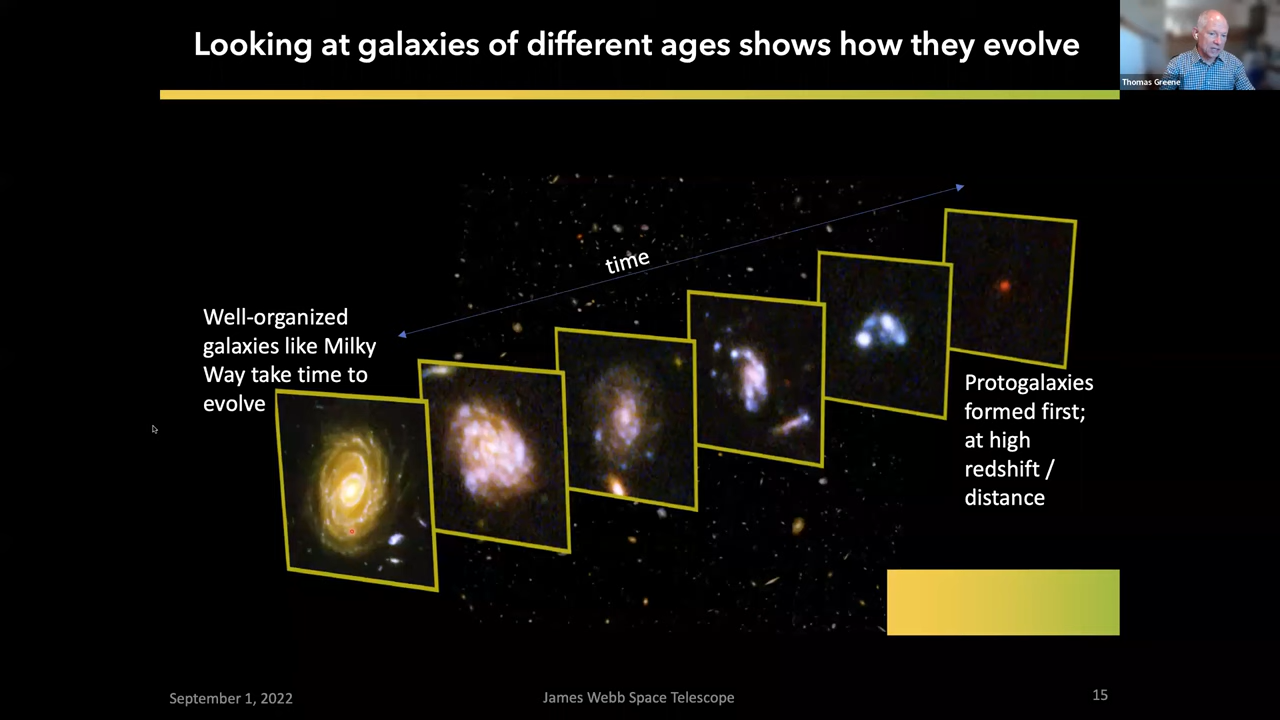 Looking at galaxies of different ages shows how they evolve
Thomas Greene
time
Well-organized
galaxies like Milky
Way take time to
evolve
Protogalaxies
formed first;
at high
redshift /
distance
September 1, 2022
James Webb Space Telescope
15